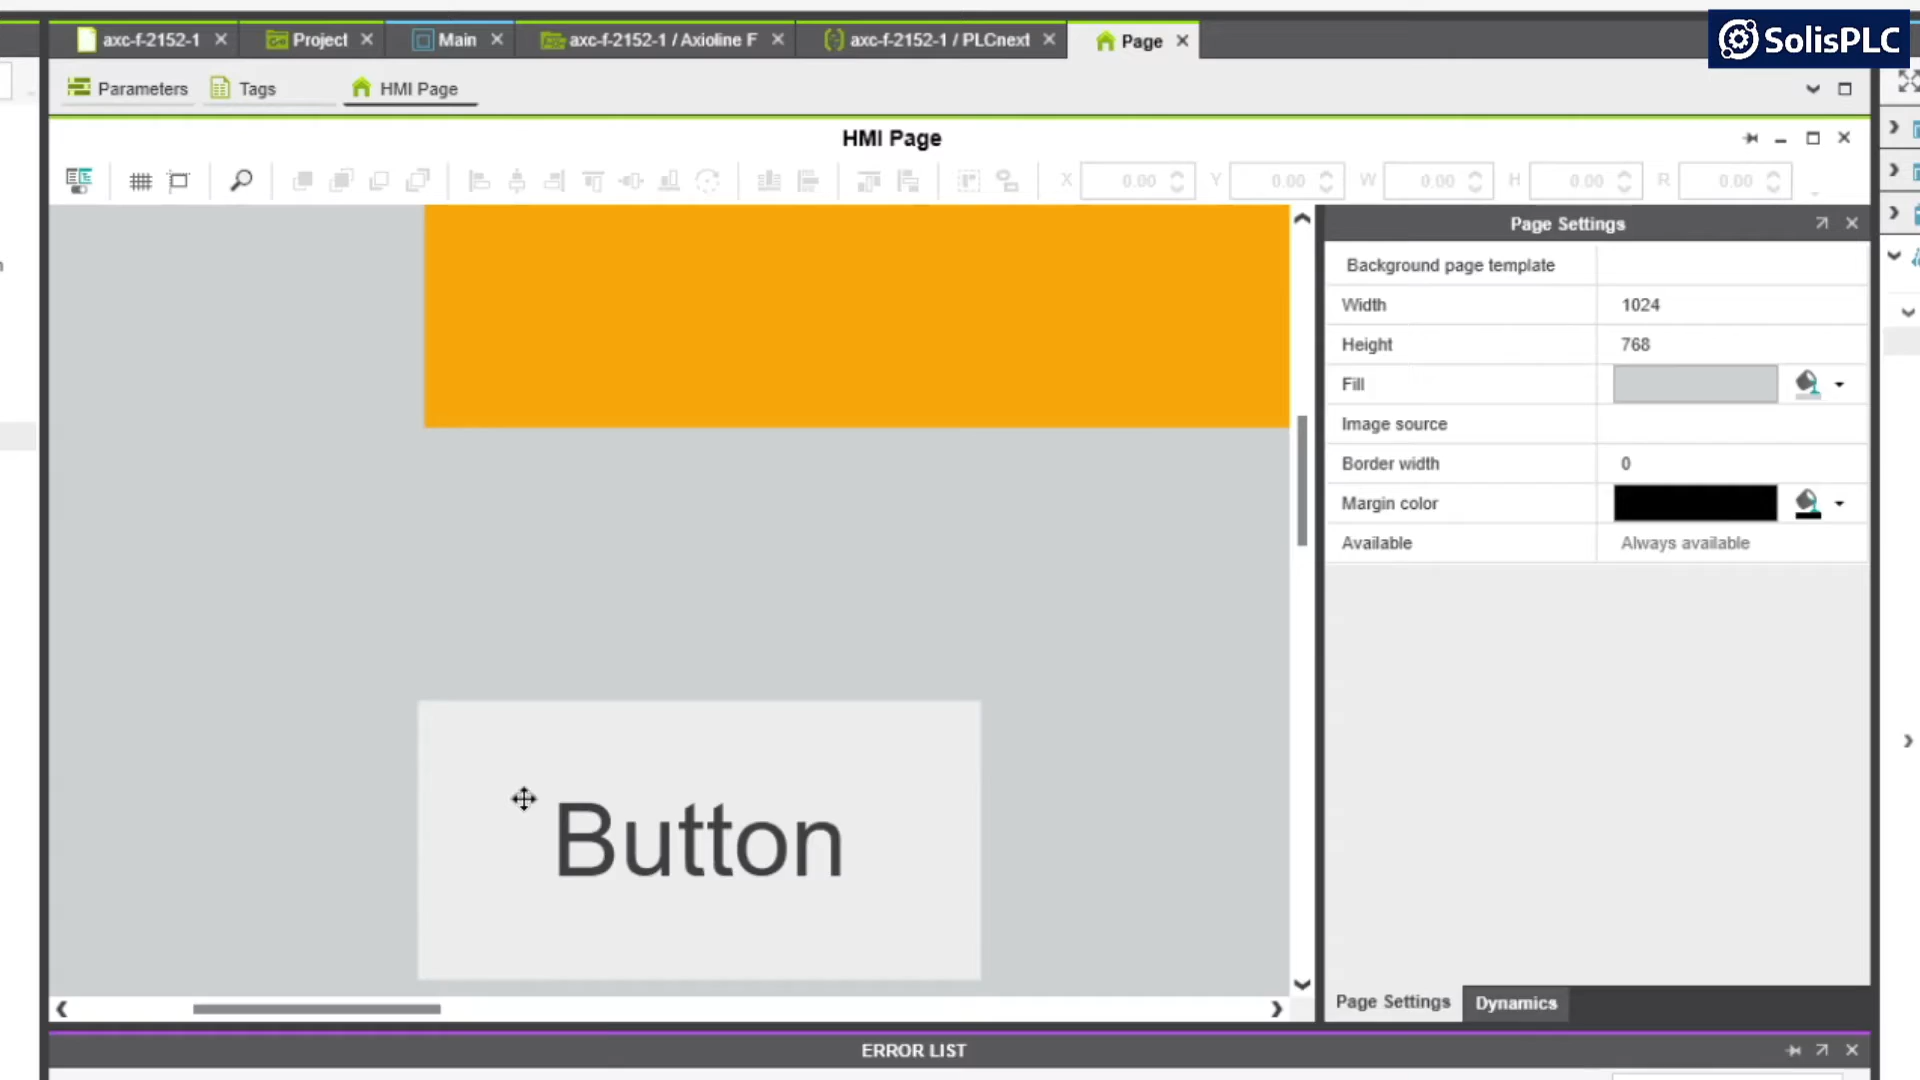 axc-f-2152-1
Project
Main
axc-f-2152-1 / Axioline F
axc-f-2152-1 / PLCnext
Page
SolisPLC
Parameters
Tags
HMI Page
HMI Page
X 0.00 Y 0.00 W 0.00 H 0.00 R 0.00
Page Settings
Background page template
Width 1024
Height 768
Fill
Image source
Border width 0
Margin color
Available Always available
Button
Page Settings Dynamics
ERROR LIST